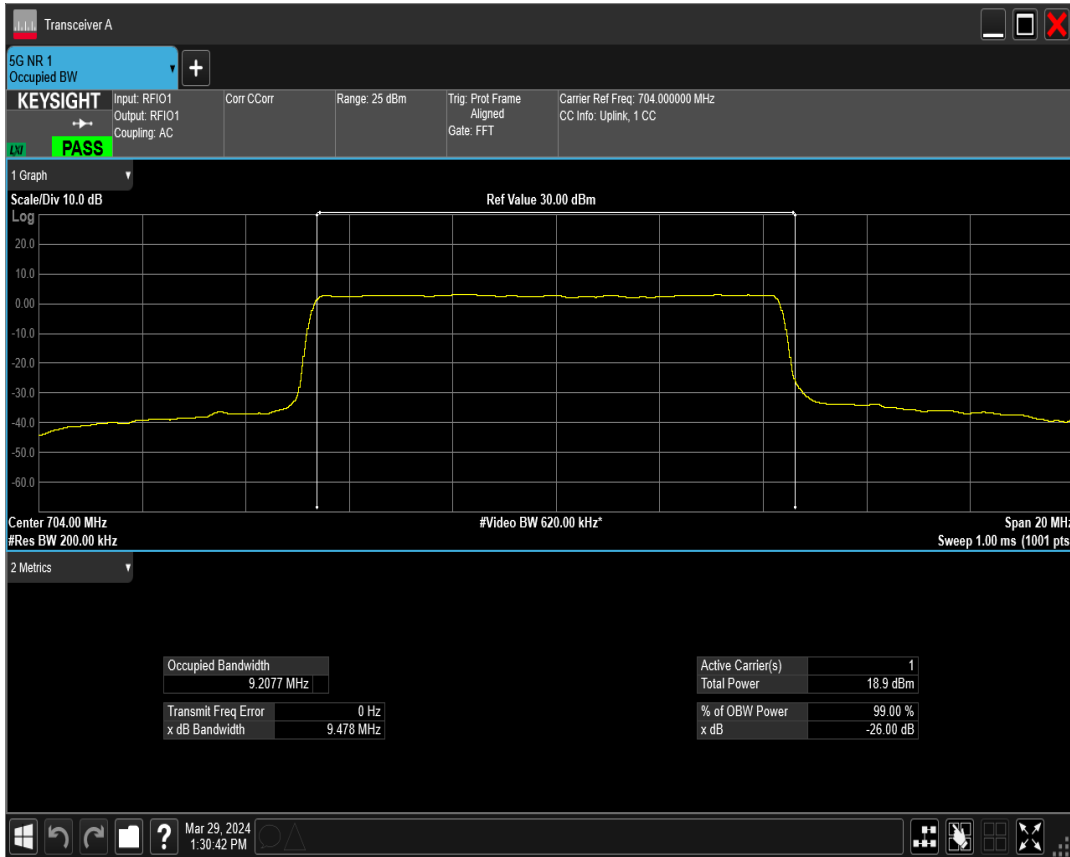 Transceiver A
5G NR 1
Occupied BW
KEYSIGHT
LXI
PASS
Input: RFIO1
Output: RFIO1
Coupling: AC
Corr CCorr
Range: 25 dBm
Trig: Prot Frame
Aligned
Gate: FFT
Carrier Ref Freq: 704.000000 MHz
CC Info: Uplink, 1 CC
1 Graph
Scale/Div 10.0 dB
Ref Value 30.00 dBm
Log
20.0
10.0
0.00
-10.0
-20.0
-30.0
-40.0
-50.0
-60.0
Center 704.00 MHz
#Video BW 620.00 kHz*
Span 20 MHz
#Res BW 200.00 kHz
Sweep 1.00 ms (1001 pts
2 Metrics
Occupied Bandwidth
9.2077 MHz
Transmit Freq Error 0 Hz
x dB Bandwidth 9.478 MHz
Active Carrier(s) 1
Total Power 18.9 dBm
% of OBW Power 99.00 %
x dB -26.00 dB
Mar 29, 2024
1:30:42 PM